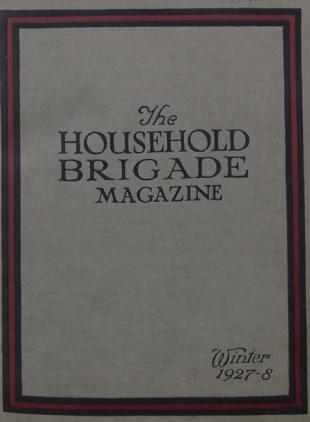 The
HOUSEHOLD
BRIGADE
MAGAZINE
Winter
1927-8